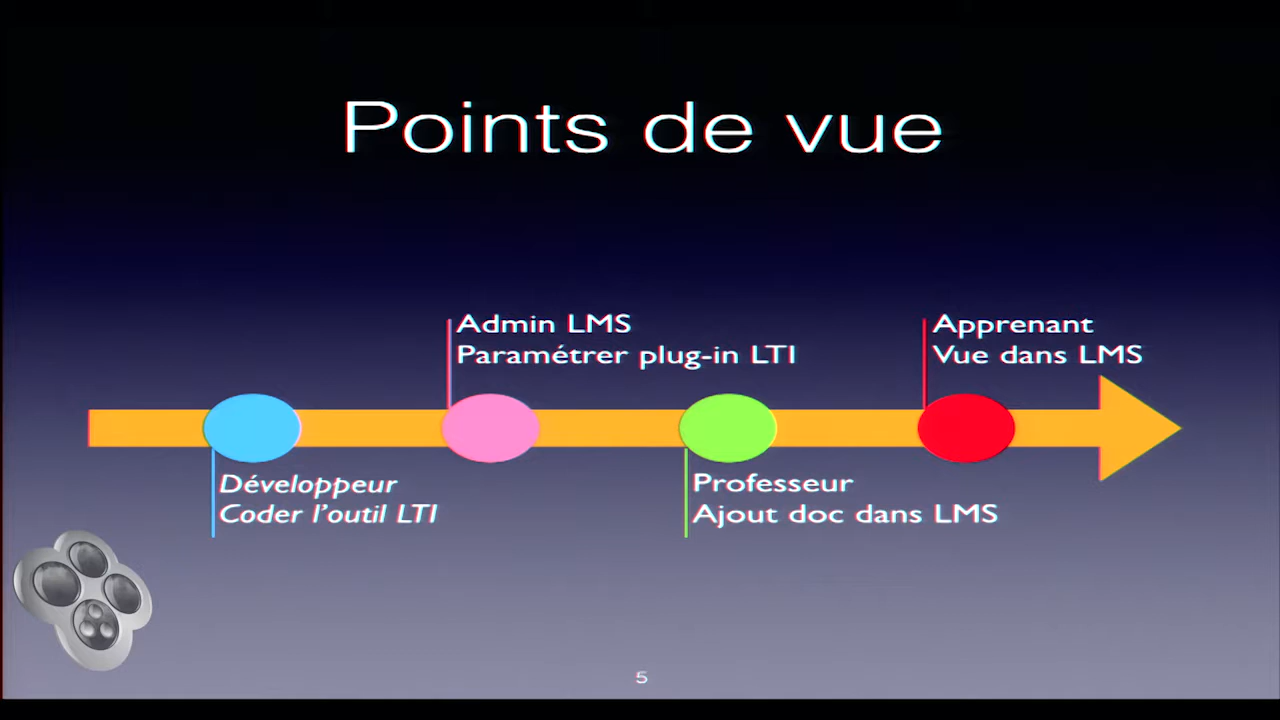 Points de vue
Admin LMS
Paramétrer plug-in LTI
Apprenant
Vue dans LMS
Développeur
Coder l'outil LTI
Professeur
Ajout doc dans LMS
5